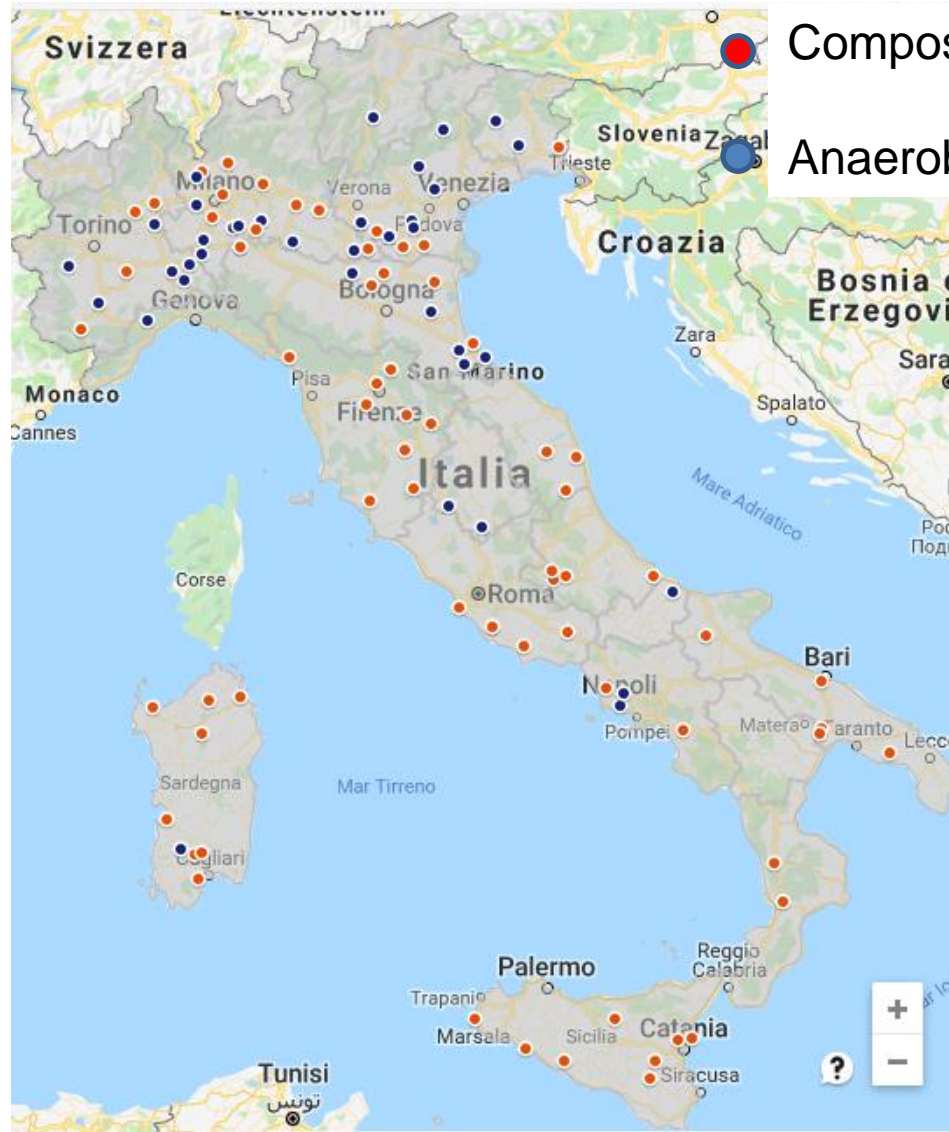 Svizzera
Compos
Slovenia
Trieste
Milano
Verona
Venezia
Torino
Padova
Croazia
Genova
Bologna
Bosnia
Erzegovi
Zara
Sara
Pisa
San Marino
Monaco
Cannes
Spalato
Firenze
Italia
Mare Adriatico
Corse
Roma
Bari
Napoli
Pompei
Matera
Taranto
Lecc
Sardegna
Mar Tirreno
Cagliari
Reggio
Calabria
Palermo
Trapani
Marsala
Sicilia
Catania
Siracusa
Tunisi
تونس
+
?
−